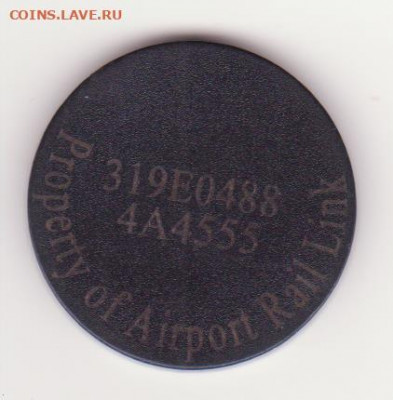 COINS.LAVE.RU
319E0488
4A4555
Property of Airport Rail Link